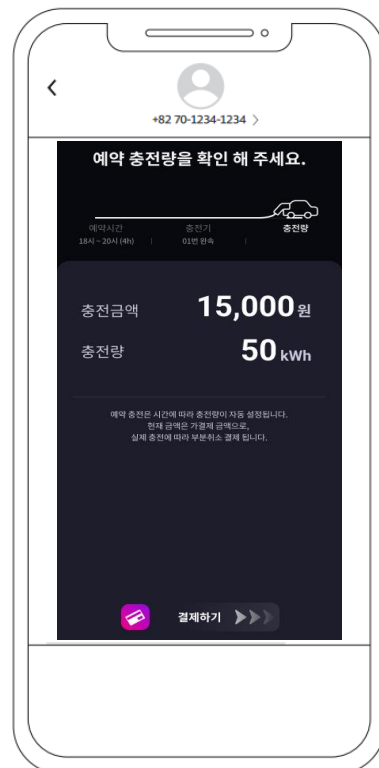 +82 70-1234-1234 >
예약 충전량을 확인 해 주세요.
예약시간 충전기 충전량
18시 ~ 20시 (4h) | 01번 완속 |
충전금액 15,000 원
충전량 50 kWh
예약 충전은 시간에 따라 충전량이 자동 설정됩니다.
현재 금액은 가결제 금액으로,
실제 충전에 따라 부분취소 결제 됩니다.
결제하기